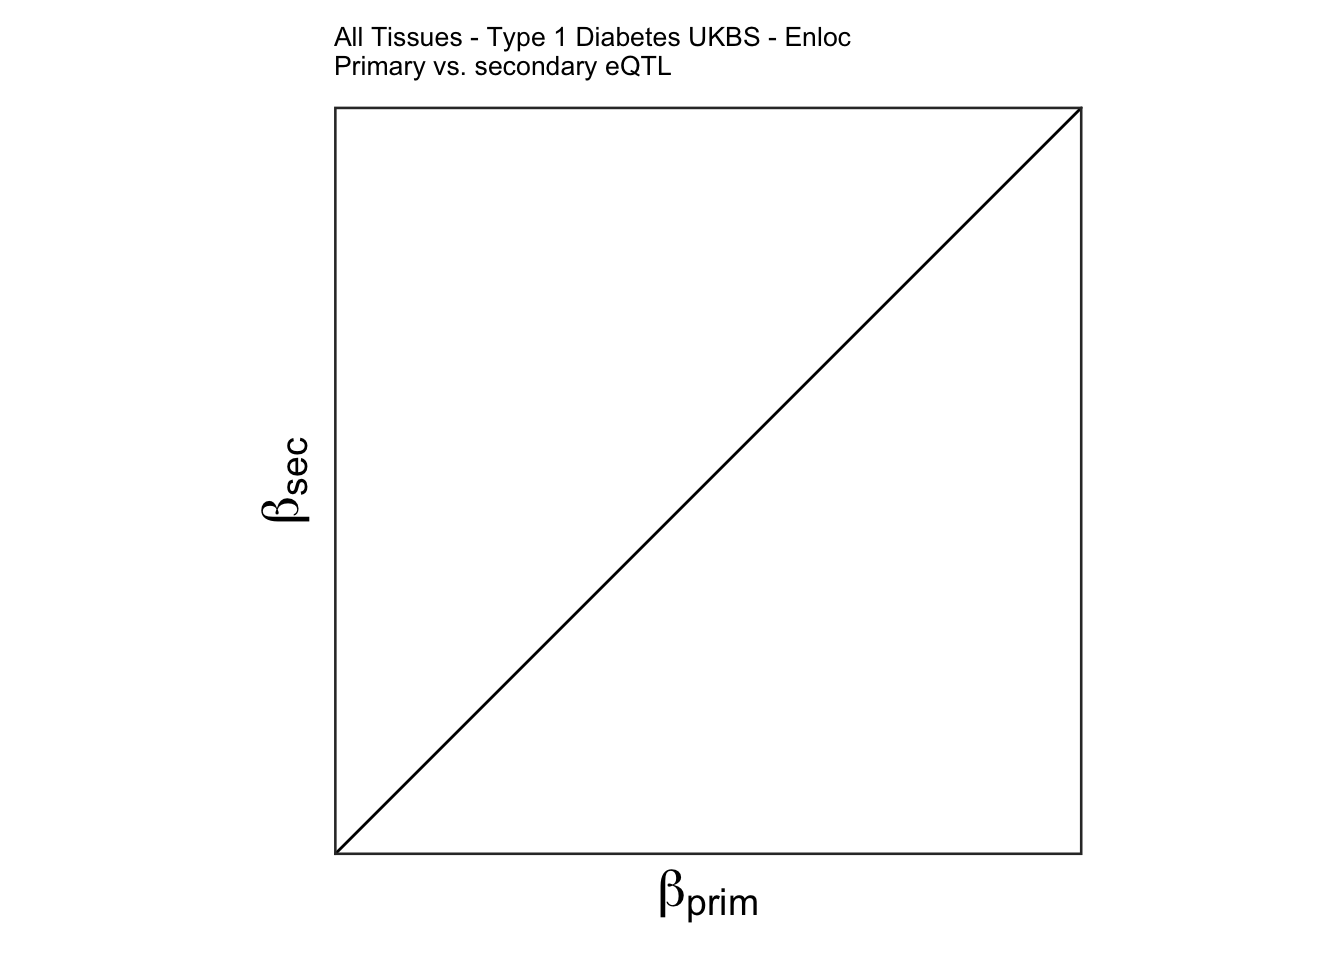 All Tissues - Type 1 Diabetes UKBS - Enloc
Primary vs. secondary eQTL
βsec
βprim